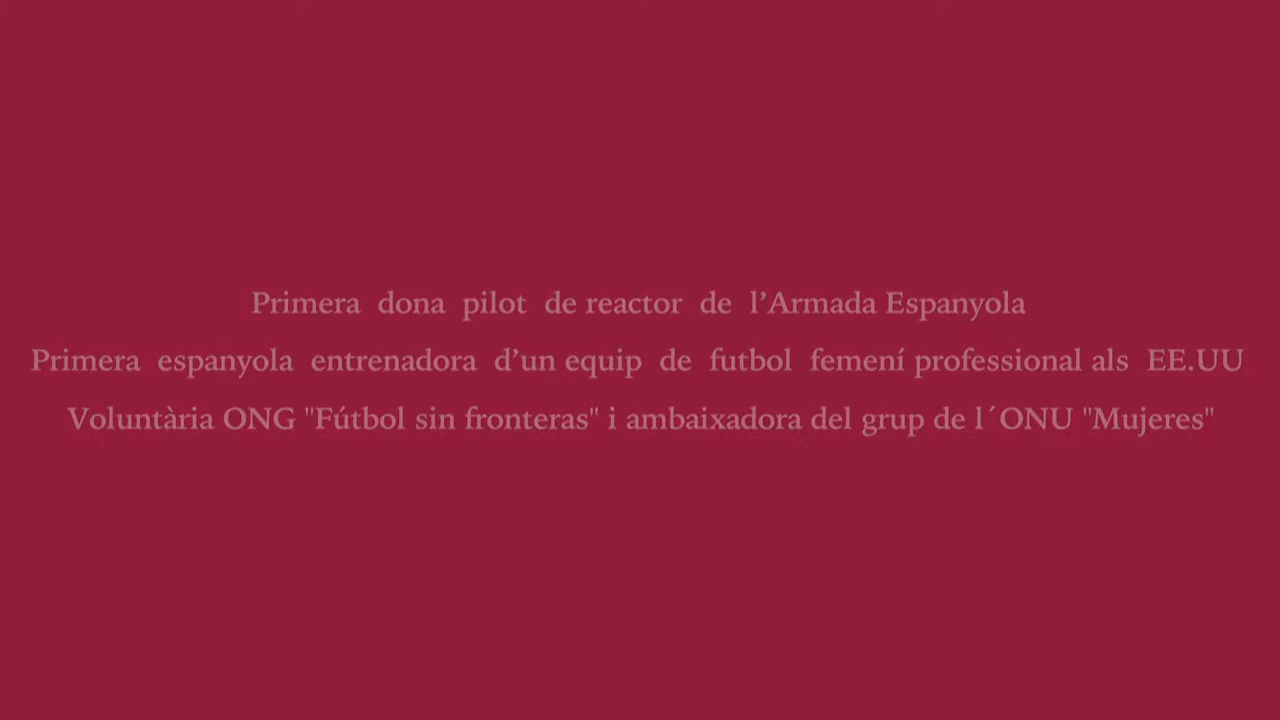 Primera dona pilot de reactor de l’Armada Espanyola
Primera espanyola entrenadora d’un equip de futbol femení professional als EE.UU
Voluntària ONG "Fútbol sin fronteras" i ambaixadora del grup de l´ONU "Mujeres"